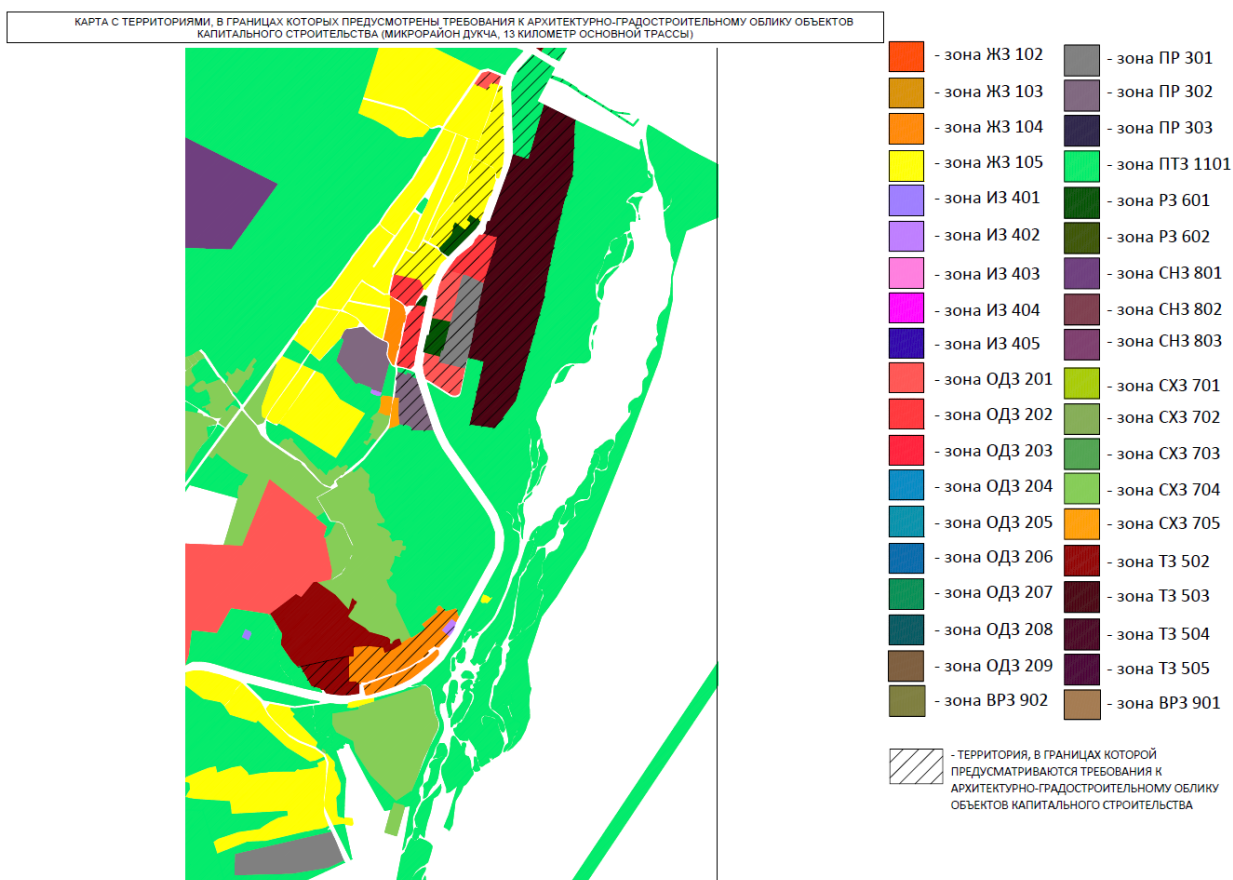 КАРТА С ТЕРРИТОРИЯМИ, В ГРАНИЦАХ КОТОРЫХ ПРЕДУСМОТРЕНЫ ТРЕБОВАНИЯ К АРХИТЕКТУРНО-ГРАДОСТРОИТЕЛЬНОМУ ОБЛИКУ ОБЪЕКТОВ
КАПИТАЛЬНОГО СТРОИТЕЛЬСТВА (МИКРОРАЙОН ДУКЧА, 13 КИЛОМЕТР ОСНОВНОЙ ТРАССЫ)
- зона ЖЗ 102
- зона ЖЗ 103
- зона ЖЗ 104
- зона ЖЗ 105
- зона ИЗ 401
- зона ИЗ 402
- зона ИЗ 403
- зона ИЗ 404
- зона ИЗ 405
- зона ОДЗ 201
- зона ОДЗ 202
- зона ОДЗ 203
- зона ОДЗ 204
- зона ОДЗ 205
- зона ОДЗ 206
- зона ОДЗ 207
- зона ОДЗ 208
- зона ОДЗ 209
- зона ВРЗ 902
- зона ПР 301
- зона ПР 302
- зона ПР 303
- зона ПТЗ 1101
- зона РЗ 601
- зона РЗ 602
- зона СНЗ 801
- зона СНЗ 802
- зона СНЗ 803
- зона СХЗ 701
- зона СХЗ 702
- зона СХЗ 703
- зона СХЗ 704
- зона СХЗ 705
- зона ТЗ 502
- зона ТЗ 503
- зона ТЗ 504
- зона ТЗ 505
- зона ВРЗ 901
- ТЕРРИТОРИЯ, В ГРАНИЦАХ КОТОРОЙ
ПРЕДУСМАТРИВАЮТСЯ ТРЕБОВАНИЯ К
АРХИТЕКТУРНО-ГРАДОСТРОИТЕЛЬНОМУ ОБЛИКУ
ОБЪЕКТОВ КАПИТАЛЬНОГО СТРОИТЕЛЬСТВА